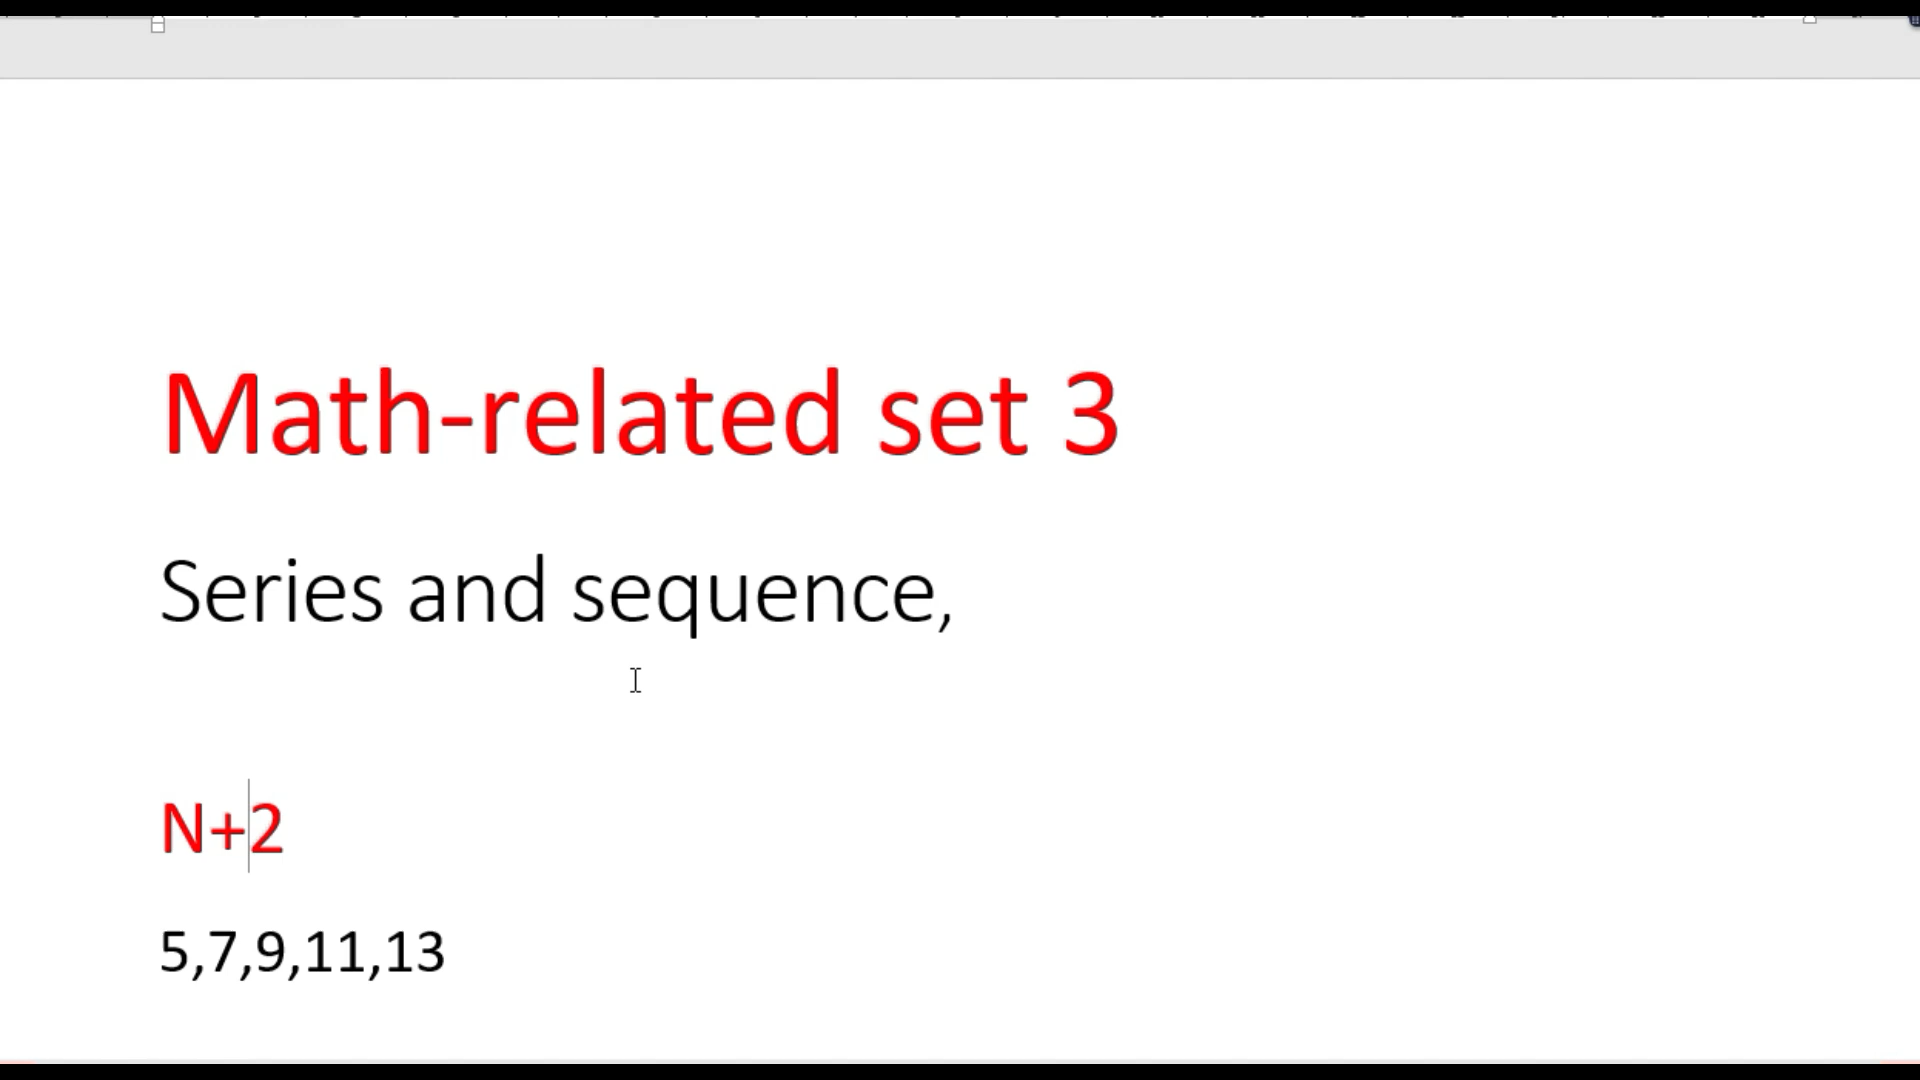 Math-related set 3
Series and sequence,
N+2
5,7,9,11,13